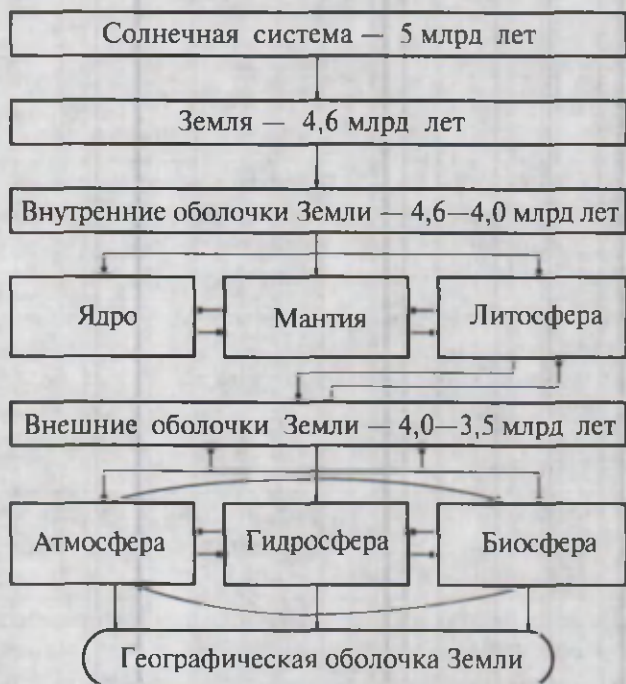 Солнечная система — 5 млрд лет
Земля — 4,6 млрд лет
Внутренние оболочки Земли — 4,6—4,0 млрд лет
Ядро
Мантия
Литосфера
Внешние оболочки Земли — 4,0—3,5 млрд лет
Атмосфера
Гидросфера
Биосфера
Географическая оболочка Земли